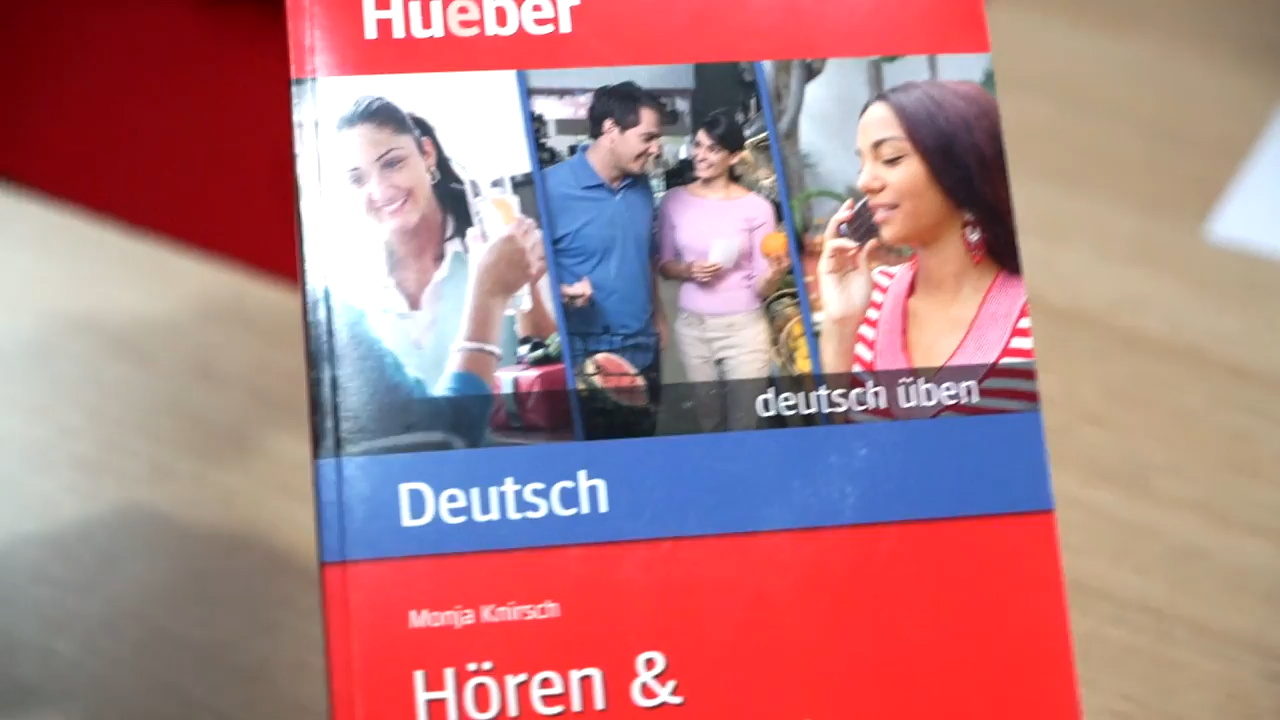 Hueber
deutsch üben
Deutsch
Monja Knirsch
Hören &